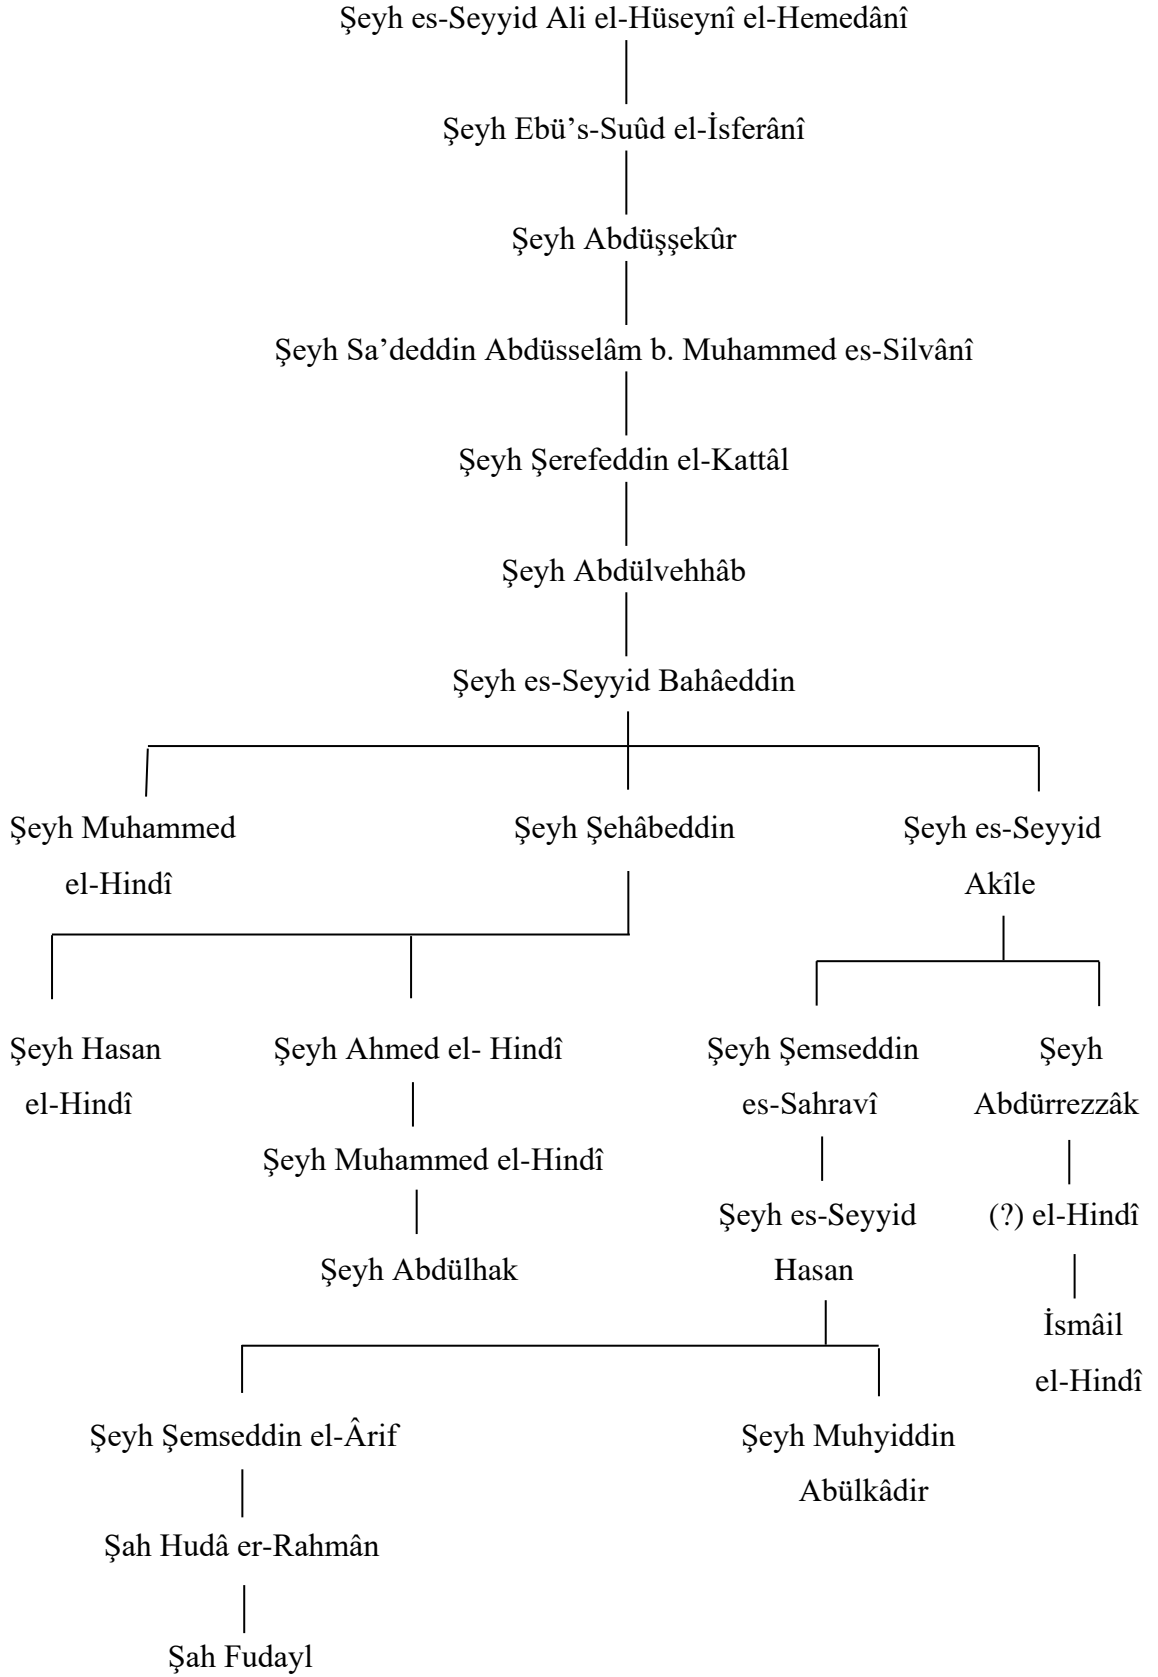 Şeyh es-Seyyid Ali el-Hüseynî el-Hemedânî
Şeyh Ebü’s-Suûd el-İsferânî
Şeyh Abdüşşekûr
Şeyh Sa’deddin Abdüsselâm b. Muhammed es-Silvânî
Şeyh Şerefeddin el-Kattâl
Şeyh Abdülvehhâb
Şeyh es-Seyyid Bahâeddin
Şeyh Muhammed
el-Hindî
Şeyh Şehâbeddin
Şeyh es-Seyyid
Akîle
Şeyh Hasan
el-Hindî
Şeyh Ahmed el- Hindî
Şeyh Şemseddin
es-Sahravî
Şeyh
Abdürrezzâk
Şeyh Muhammed el-Hindî
Şeyh es-Seyyid
Hasan
(?) el-Hindî
Şeyh Abdülhak
İsmâil
el-Hindî
Şeyh Şemseddin el-Ârif
Şeyh Muhyiddin
Abülkâdir
Şah Hudâ er-Rahmân
Şah Fudayl